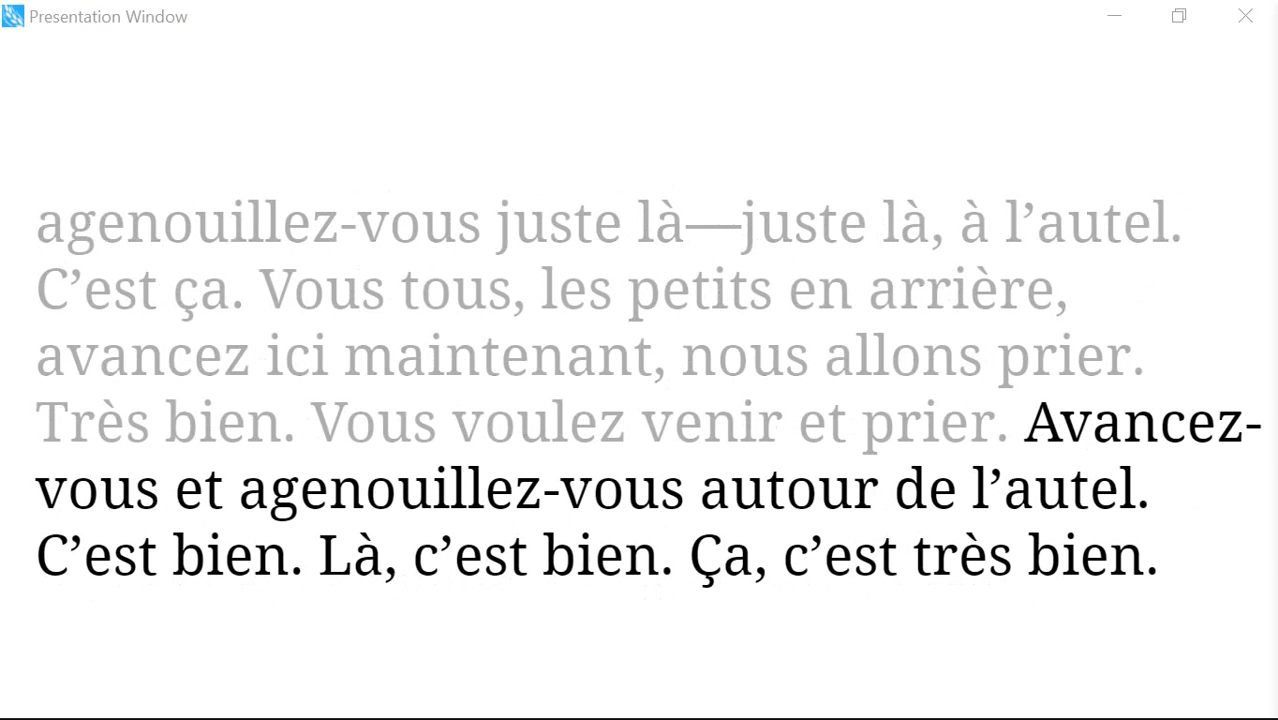 Presentation Window
agenouillez-vous juste là—juste là, à l’autel.
C’est ça. Vous tous, les petits en arrière,
avancez ici maintenant, nous allons prier.
Très bien. Vous voulez venir et prier. Avancez-
vous et agenouillez-vous autour de l’autel.
C’est bien. Là, c’est bien. Ça, c’est très bien.